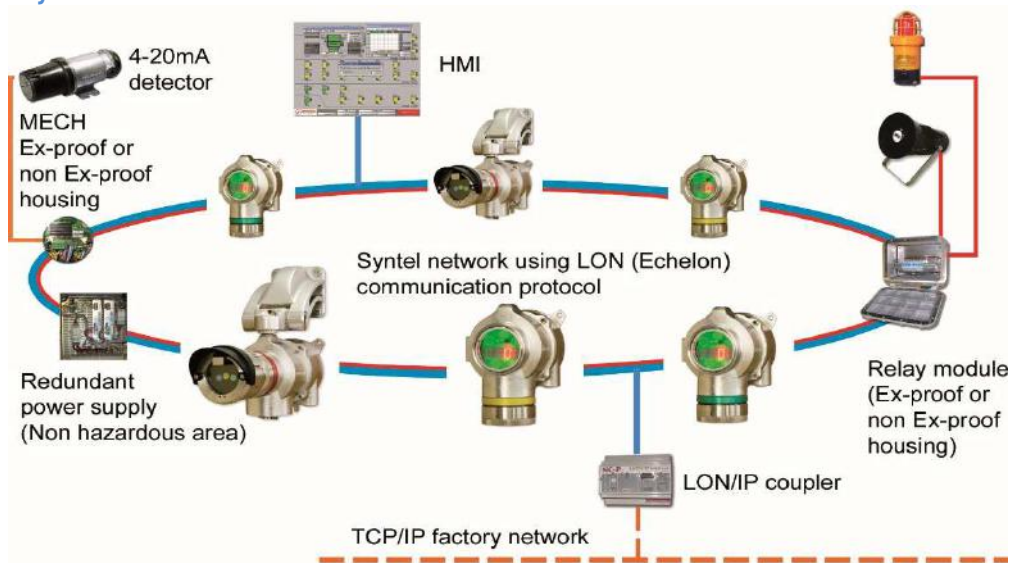 4-20mA
detector
HMI
MECH
Ex-proof or
non Ex-proof
housing
Syntel network using LON (Echelon)
communication protocol
Redundant
power supply
(Non hazardous area)
Relay module
(Ex-proof or
non Ex-proof
housing)
LON/IP coupler
TCP/IP factory network